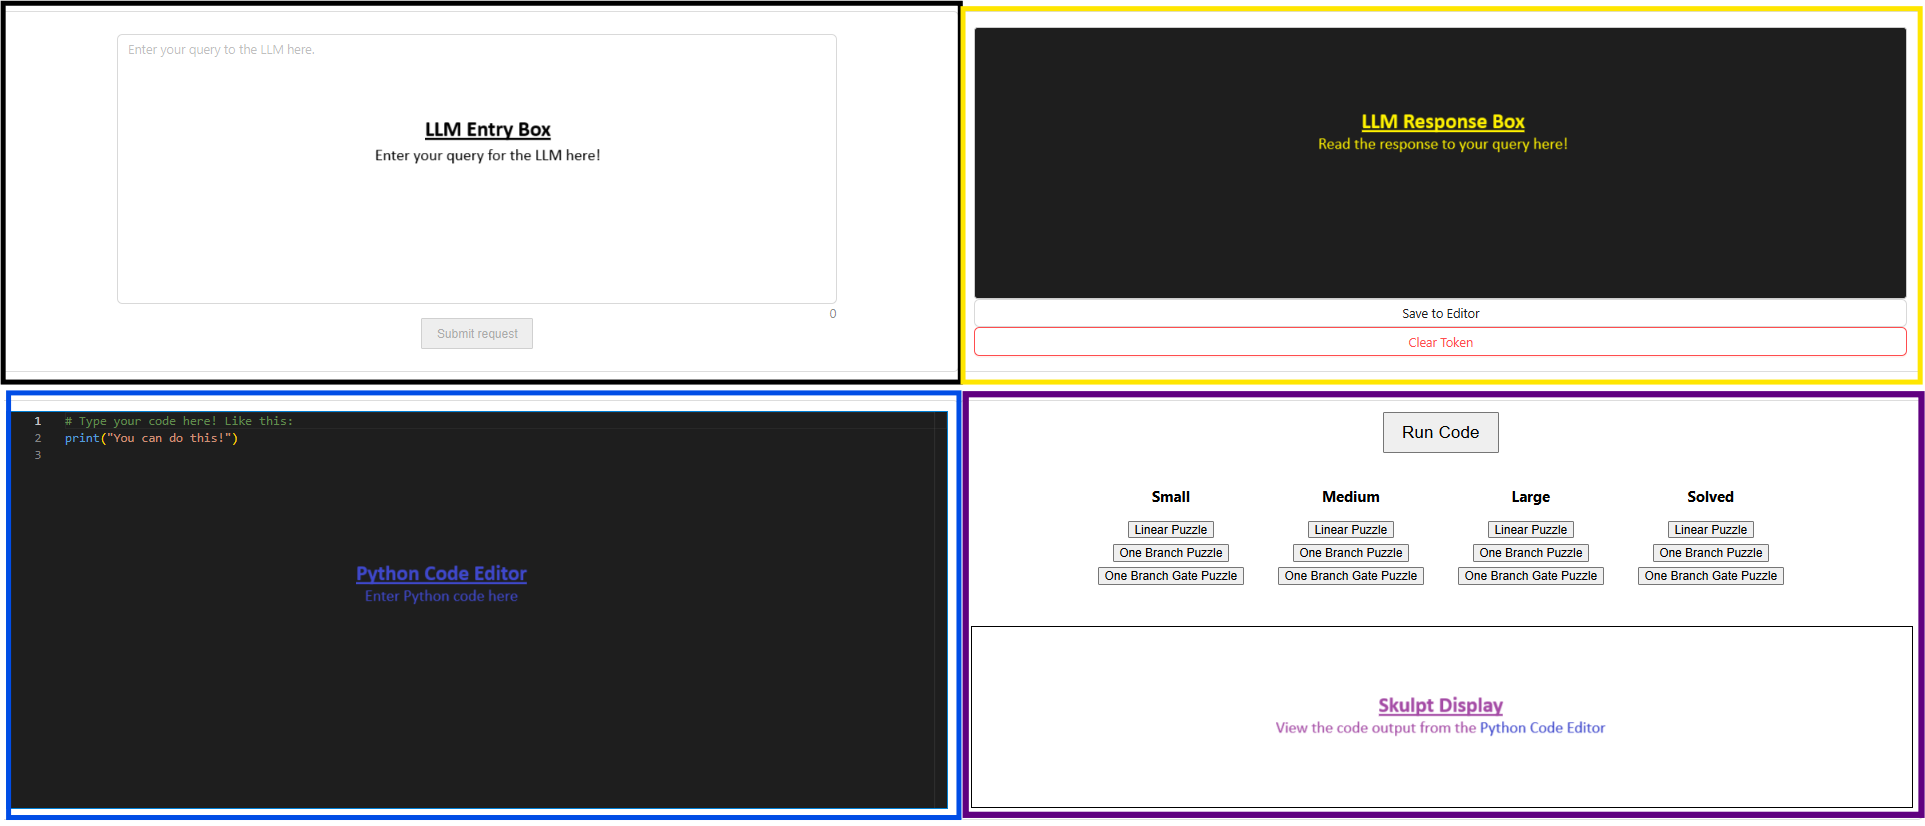 Enter your query to the LLM here.
LLM Entry Box
Enter your query for the LLM here!
0
Submit request
LLM Response Box
Read the response to your query here!
Save to Editor
Clear Token
1 # Type your code here! Like this:
2 print("You can do this!")
3
Python Code Editor
Enter Python code here
Run Code
Small Medium Large Solved
Linear Puzzle Linear Puzzle Linear Puzzle Linear Puzzle
One Branch Puzzle One Branch Puzzle One Branch Puzzle One Branch Puzzle
One Branch Gate Puzzle One Branch Gate Puzzle One Branch Gate Puzzle One Branch Gate Puzzle
Skulpt Display
View the code output from the Python Code Editor